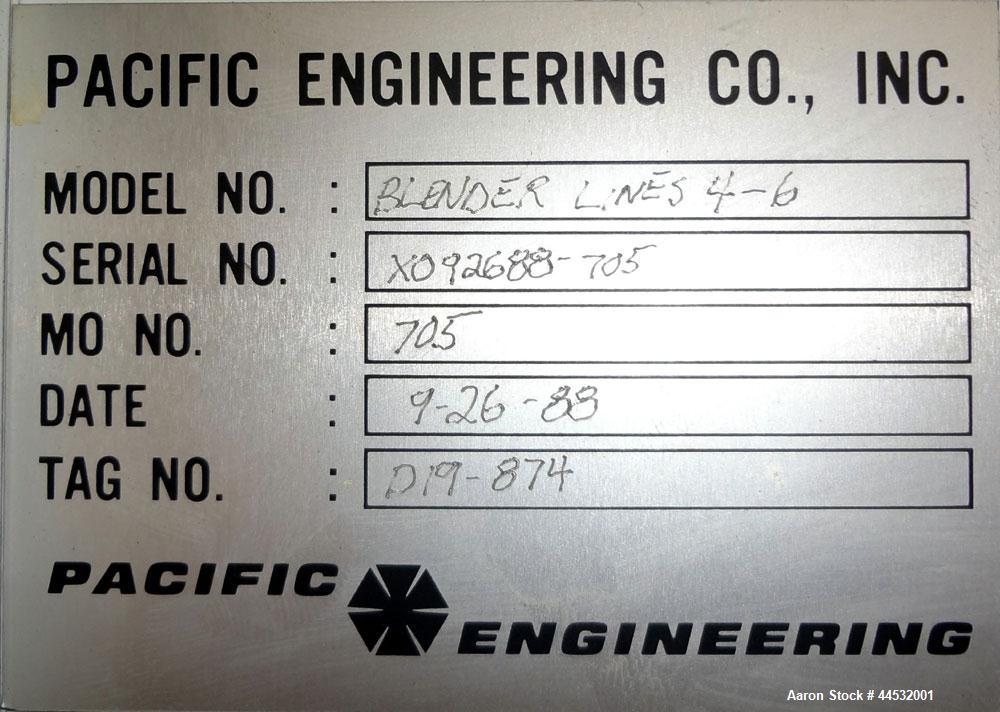 PACIFIC ENGINEERING CO., INC.
MODEL NO. : BLENDER LINES 4-6
SERIAL NO. : X092688-705
MO NO. : 705
DATE : 9-26-88
TAG NO. : D19-874
PACIFIC
ENGINEERING
Aaron Stock # 44532001